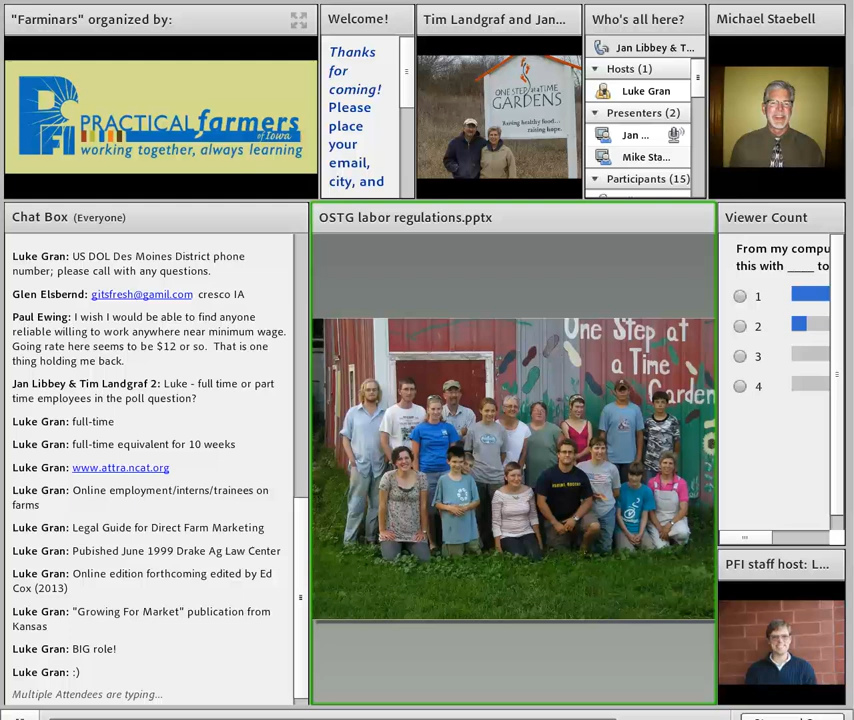 "Farminars" organized by:
PFI
PRACTICAL farmers
of Iowa
working together, always learning
Welcome!
Thanks
for
coming!
Please
place
your
email,
city, and
Tim Landgraf and Jan...
ONE STEP at a TIME
GARDENS
Raising healthy food...
raising hope.
Who's all here?
Jan Libbey & T...
Hosts (1)
Luke Gran
Presenters (2)
Jan ...
Mike Sta...
Participants (15)
Michael Staebell
Chat Box (Everyone)
Luke Gran: US DOL Des Moines District phone
number; please call with any questions.
Glen Elsbernd: gitsfresh@gamil.com cresco IA
Paul Ewing: I wish I would be able to find anyone
reliable willing to work anywhere near minimum wage.
Going rate here seems to be $12 or so. That is one
thing holding me back.
Jan Libbey & Tim Landgraf 2: Luke - full time or part
time employees in the poll question?
Luke Gran: full-time
Luke Gran: full-time equivalent for 10 weeks
Luke Gran: www.attra.ncat.org
Luke Gran: Online employment/interns/trainees on
farms
Luke Gran: Legal Guide for Direct Farm Marketing
Luke Gran: Pubished June 1999 Drake Ag Law Center
Luke Gran: Online edition forthcoming edited by Ed
Cox (2013)
Luke Gran: "Growing For Market" publication from
Kansas
Luke Gran: BIG role!
Luke Gran: :)
Multiple Attendees are typing...
OSTG labor regulations.pptx
One Step at
a Time
Garden
Viewer Count
From my compu
this with ____ to
1
2
3
4
PFI staff host: L...